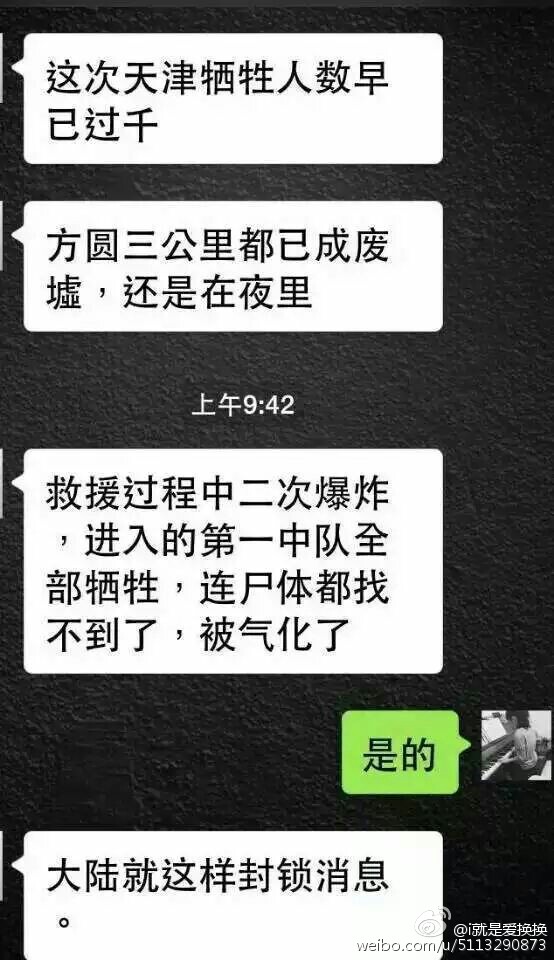 这次天津牺牲人数早
已过千
方圆三公里都已成废
墟，还是在夜里
上午9:42
救援过程中二次爆炸
，进入的第一中队全
部牺牲，连尸体都找
不到了，被气化了
是的
大陆就这样封锁消息
。
@i就是爱换换
weibo.com/u/5113290873